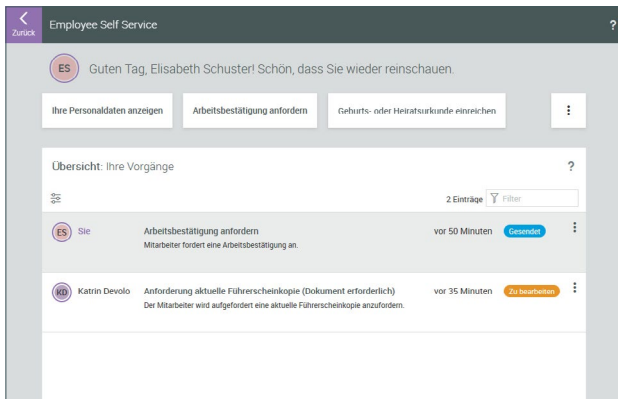 Zurück
Employee Self Service
?
ES
Guten Tag, Elisabeth Schuster! Schön, dass Sie wieder reinschauen.
Ihre Personaldaten anzeigen
Arbeitsbestätigung anfordern
Geburts- oder Heiratsurkunde einreichen
Übersicht: Ihre Vorgänge
?
2 Einträge
Filter
ES
Sie
Arbeitsbestätigung anfordern
vor 50 Minuten
Gesendet
Mitarbeiter fordert eine Arbeitsbestätigung an.
KD
Katrin Devolo
Anforderung aktuelle Führerscheinkopie (Dokument erforderlich)
vor 35 Minuten
Zu bearbeiten
Der Mitarbeiter wird aufgefordert eine aktuelle Führerscheinkopie anzufordern.